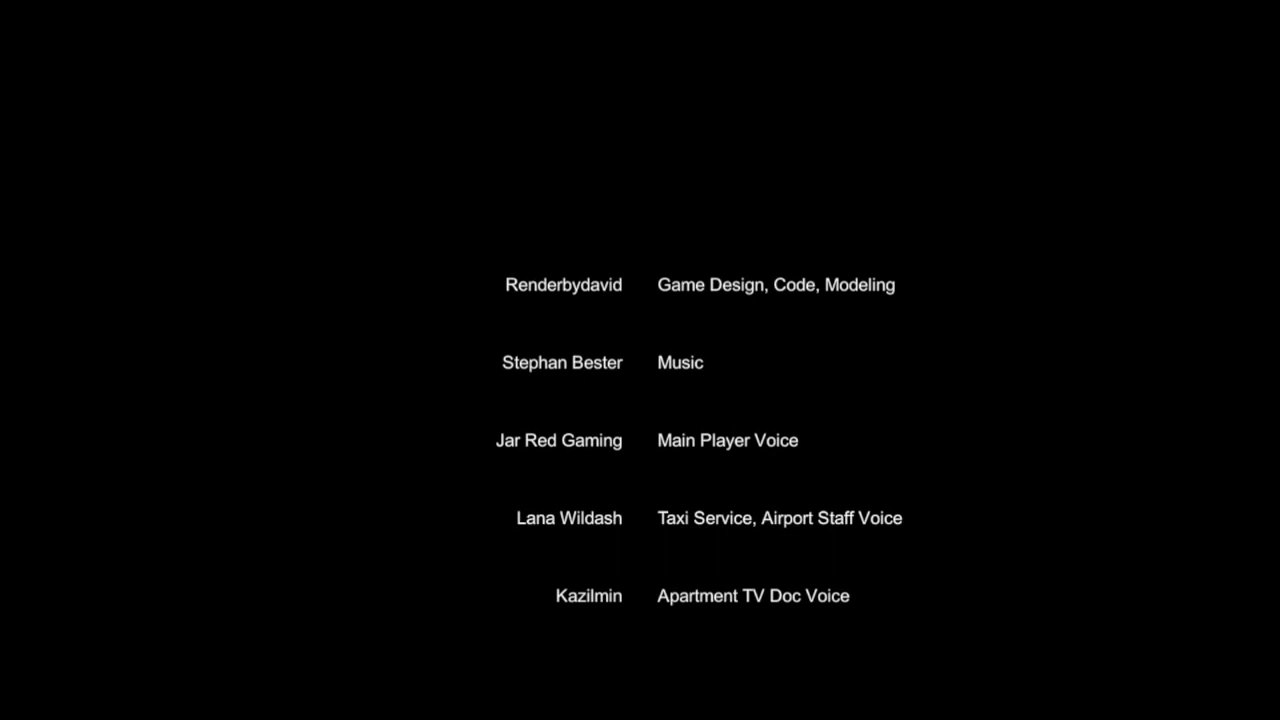 Renderbydavid Game Design, Code, Modeling
Stephan Bester Music
Jar Red Gaming Main Player Voice
Lana Wildash Taxi Service, Airport Staff Voice
Kazilmin Apartment TV Doc Voice